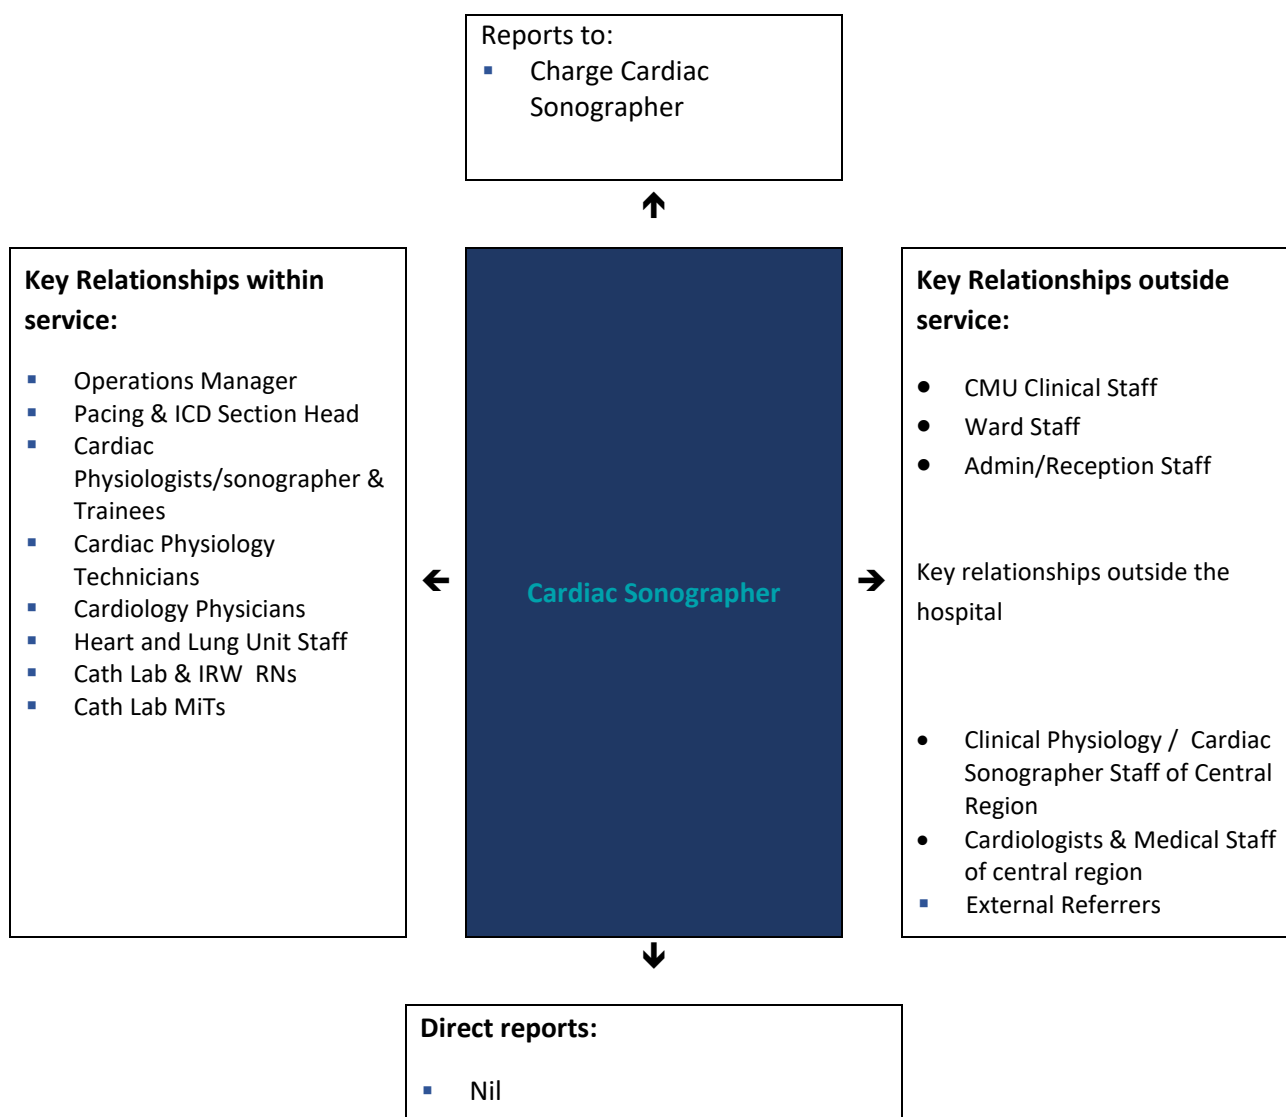 Reports to:
▪ Charge Cardiac
Sonographer
Key Relationships within
service:
▪ Operations Manager
▪ Pacing & ICD Section Head
▪ Cardiac
Physiologists/sonographer &
Trainees
▪ Cardiac Physiology
Technicians
▪ Cardiology Physicians
▪ Heart and Lung Unit Staff
▪ Cath Lab & IRW  RNs
▪ Cath Lab MiTs
Cardiac Sonographer
Key Relationships outside
service:
• CMU Clinical Staff
• Ward Staff
• Admin/Reception Staff
Key relationships outside the
hospital
• Clinical Physiology /  Cardiac
Sonographer Staff of Central
Region
• Cardiologists & Medical Staff
of central region
▪ External Referrers
Direct reports:
▪ Nil